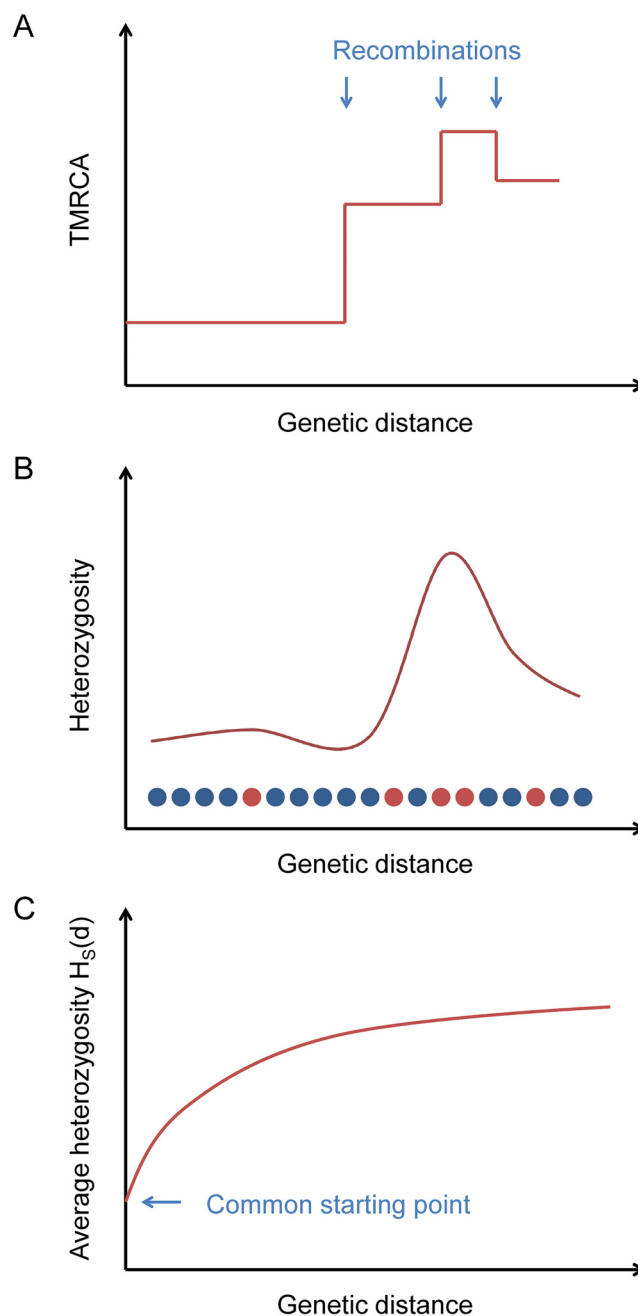 A
Recombinations
TMRCA
Genetic distance
B
Heterozygosity
Genetic distance
C
Average heterozygosity H_S(d)
Common starting point
Genetic distance